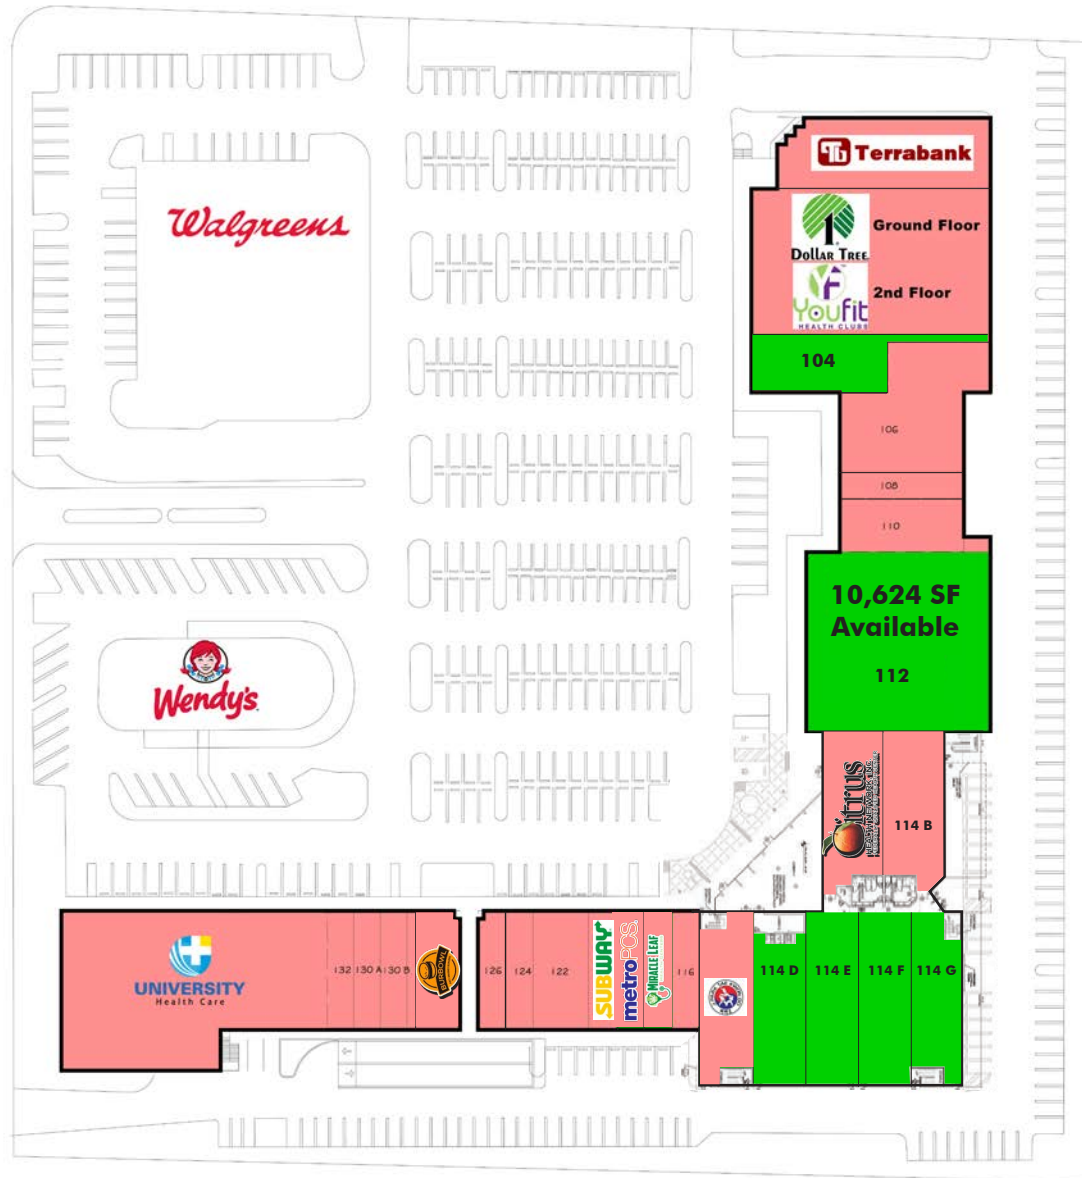 Terrabank
Walgreens
Ground Floor
DOLLAR TREE
2nd Floor
Youfit
HEALTH CLUBS
104
106
108
110
10,624 SF
Available
112
Wendy's
Citrus
114 B
UNIVERSITY
Health Care
132
130 A
130 B
BURBOWL
126
124
122
SUBWAY
metroPCS.
MIRACLE LEAF
116
114 D
114 E
114 F
114 G